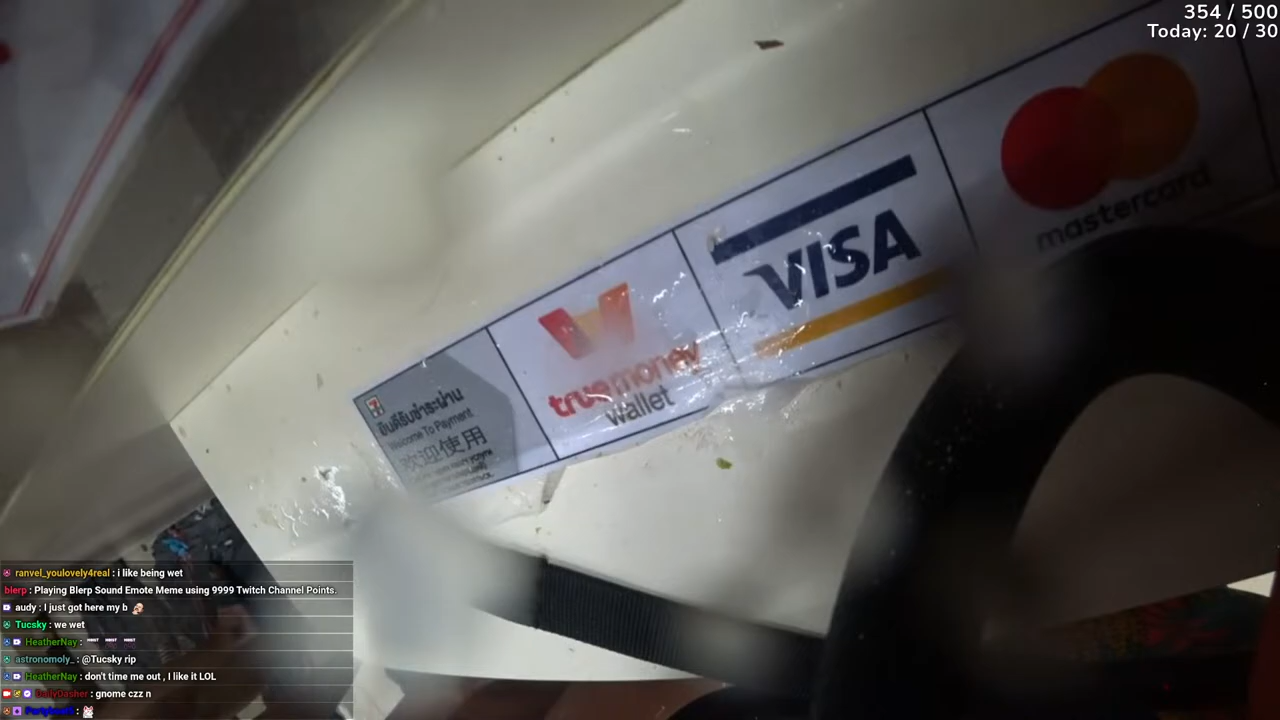 354 / 500
Today: 20 / 30
mastercard
VISA
truemoney
wallet
ยินดีรับชำระผ่าน
Welcome To Payment
欢迎使用
ranvel_youlovely4real : i like being wet
blerp : Playing Blerp Sound Emote Meme using 9999 Twitch Channel Points.
audy : I just got here my b
Tucsky : we wet
HeatherNay :
astronomoly_ : @Tucsky rip
HeatherNay : don't time me out , I like it LOL
DailyDasher : gnome czz n